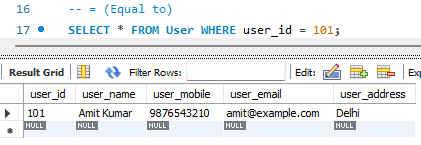 16 -- = (Equal to)
17 SELECT * FROM User WHERE user_id = 101;
Result Grid Filter Rows: Edit: Exp
user_id user_name user_mobile user_email user_address
101 Amit Kumar 9876543210 amit@example.com Delhi
NULL NULL NULL NULL NULL